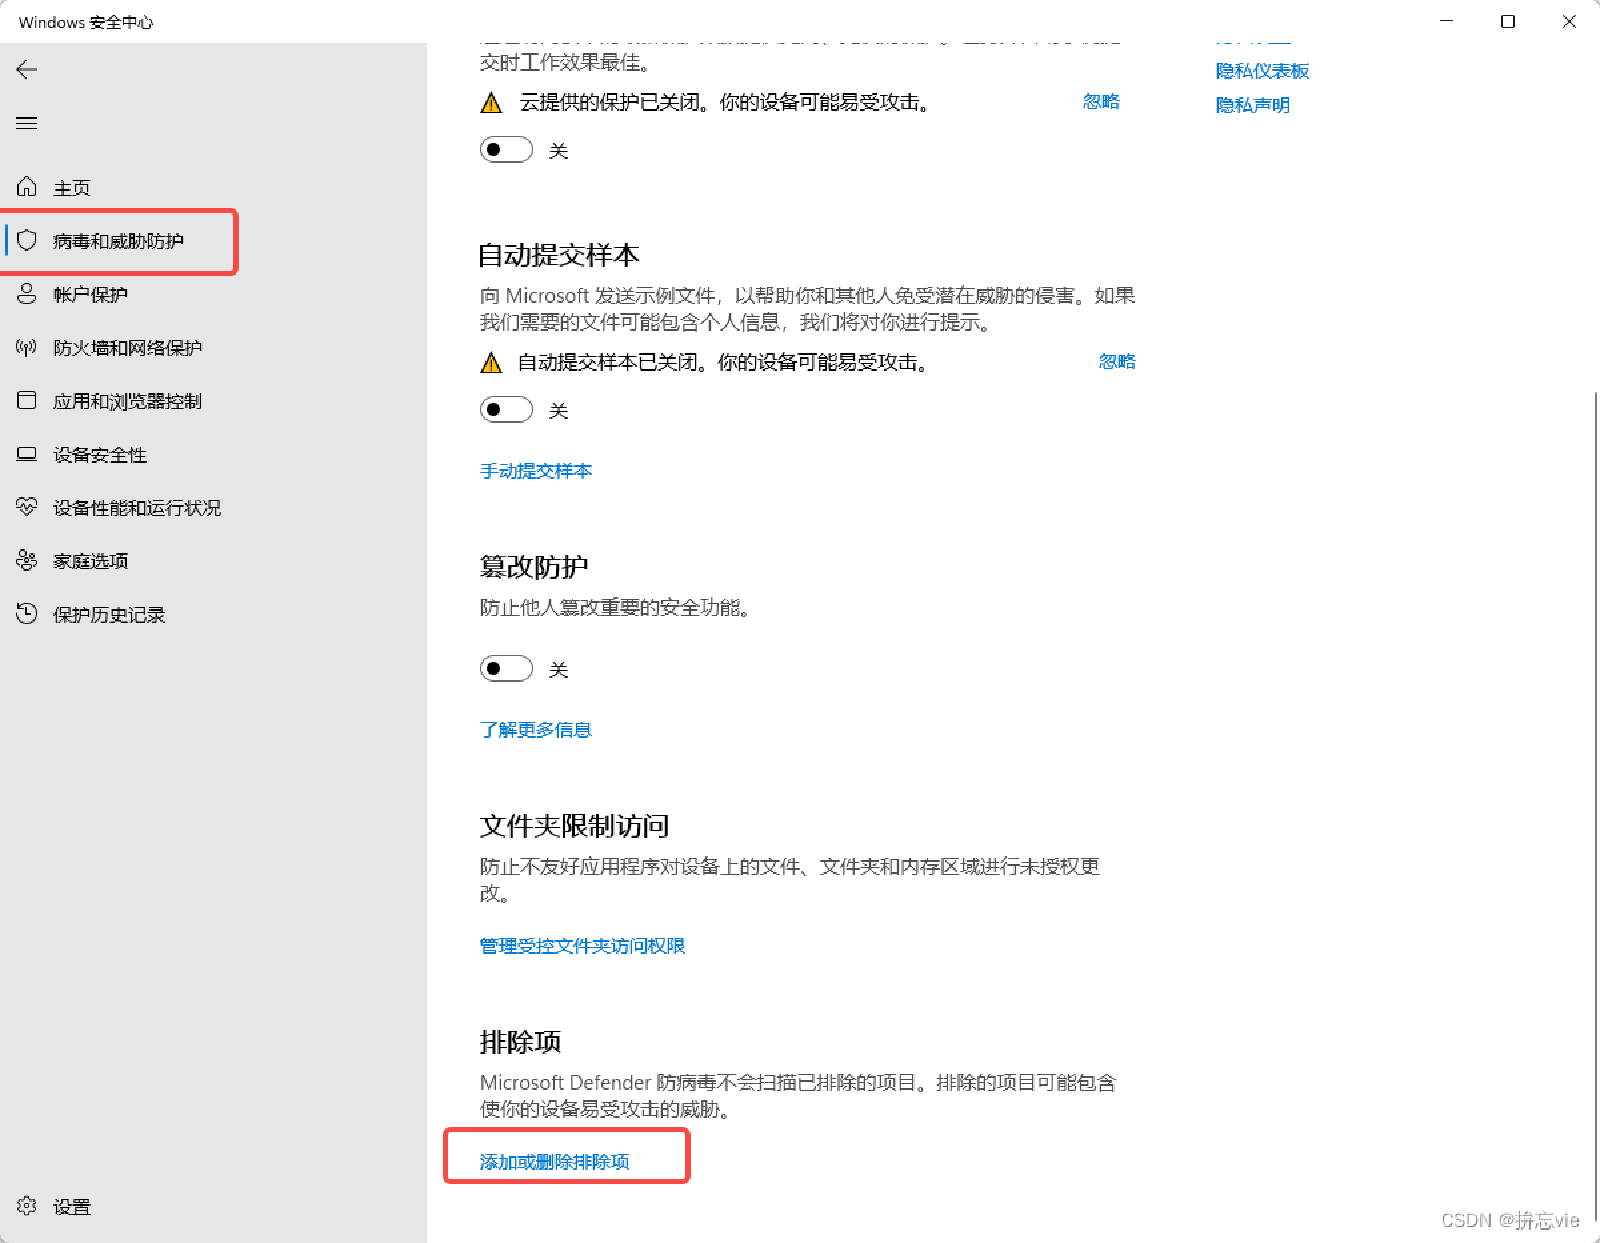 Windows 安全中心
主页
病毒和威胁防护
帐户保护
防火墙和网络保护
应用和浏览器控制
设备安全性
设备性能和运行状况
家庭选项
保护历史记录
设置
交时工作效果最佳。
云提供的保护已关闭。你的设备可能易受攻击。
忽略
关
自动提交样本
向 Microsoft 发送示例文件，以帮助你和其他人免受潜在威胁的侵害。如果
我们需要的文件可能包含个人信息，我们将对你进行提示。
自动提交样本已关闭。你的设备可能易受攻击。
忽略
关
手动提交样本
篡改防护
防止他人篡改重要的安全功能。
关
了解更多信息
文件夹限制访问
防止不友好应用程序对设备上的文件、文件夹和内存区域进行未授权更
改。
管理受控文件夹访问权限
排除项
Microsoft Defender 防病毒不会扫描已排除的项目。排除的项目可能包含
使你的设备易受攻击的威胁。
添加或删除排除项
隐私仪表板
隐私声明
CSDN @拚忘vie